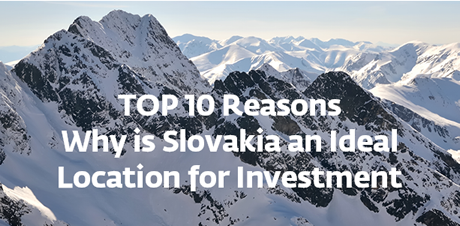 TOP 10 Reasons
Why is Slovakia an Ideal
Location for Investment